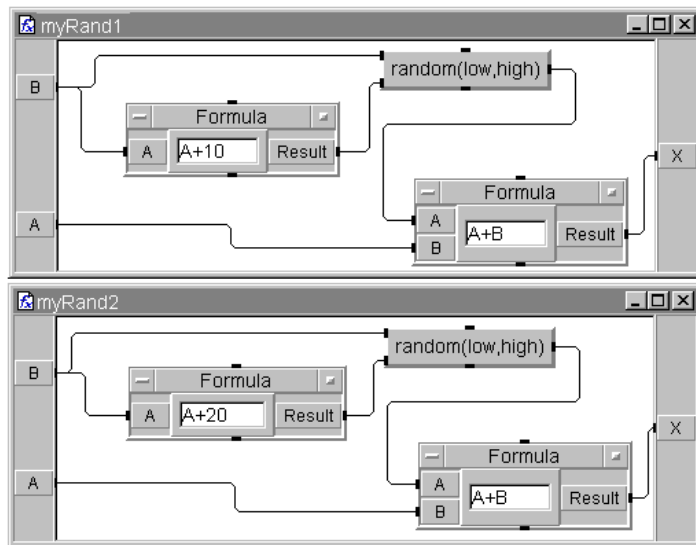 myRand1
random(low,high)
B
Formula
A A+10 Result
X
Formula
A
A+B
Result
A
B
myRand2
random(low,high)
B
Formula
A A+20 Result
X
Formula
A
A+B
Result
A
B